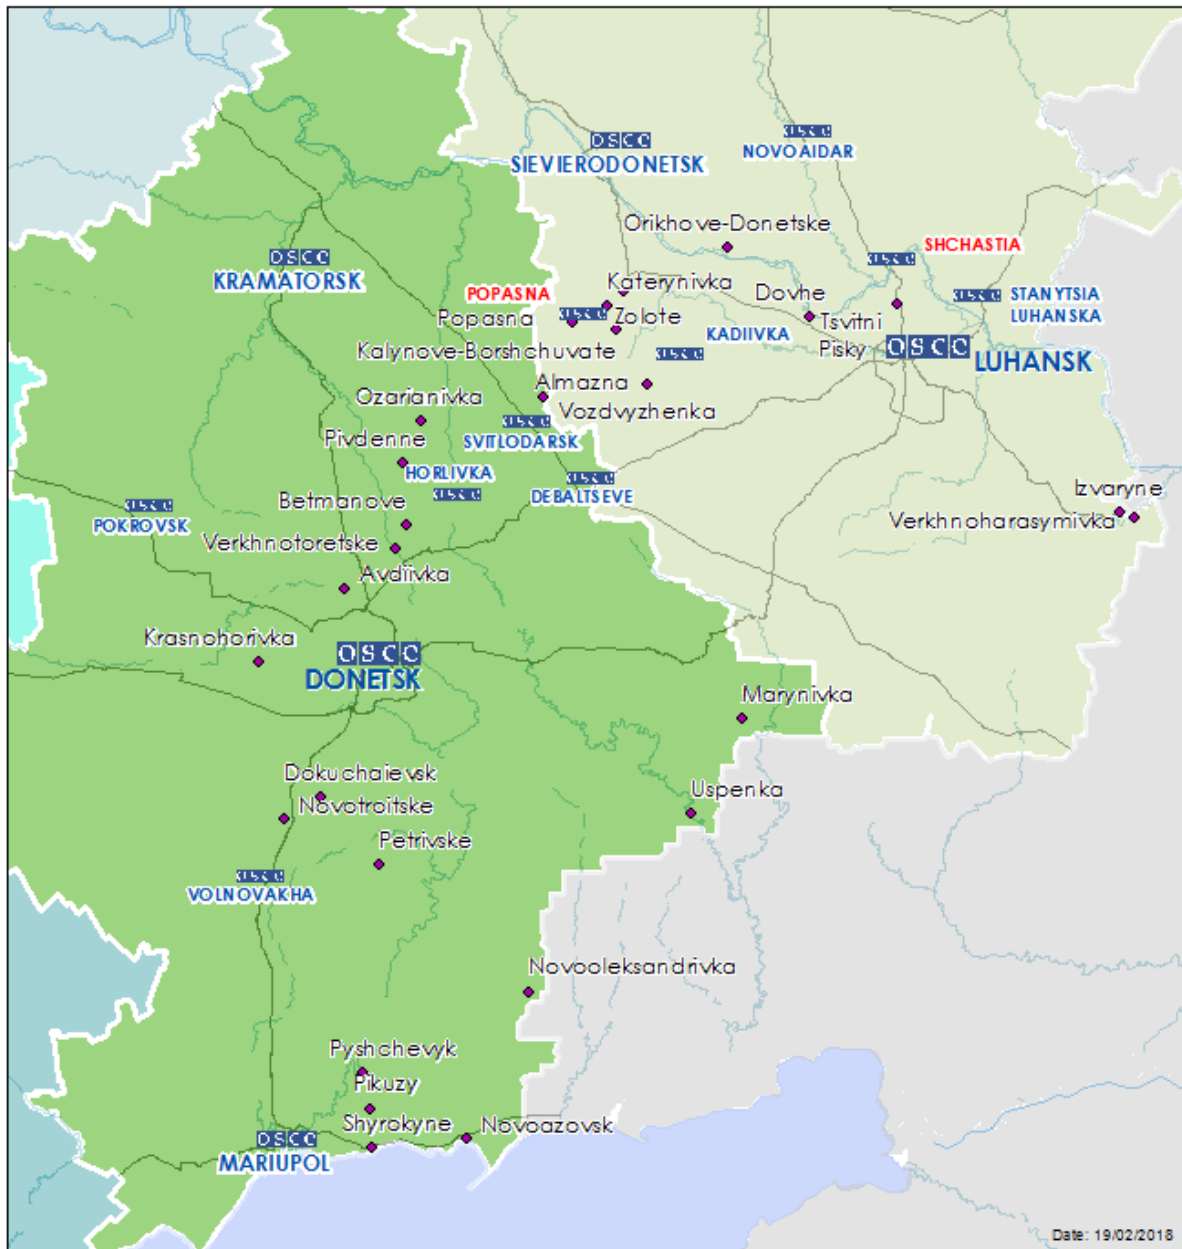 OSCE
NOVOAIDAR
OSCE
SIEVIERODONETSK
Orikhove-Donetske
SHCHASTIA
OSCE
OSCE
KRAMATORSK
Katerynivka
POPASNA
OSCE
Popasna
Zolote
Dovhe
OSCE
STANYTSIA
LUHANSKA
Tsvitni
Pisky
KADIIVKA
OSCE
Kalynove-Borshchuvate
OSCE
LUHANSK
Almazna
Vozdvyzhenka
Ozarianivka
OSCE
SVITLODARSK
Pivdenne
HORLIVKA
OSCE
OSCE
DEBALTSEVE
OSCE
POKROVSK
Betmanove
Izvaryne
Verkhnoharasymivka
Verkhnotoretske
Avdiivka
Krasnohorivka
OSCE
DONETSK
Marynivka
Dokuchaievsk
Novotroitske
Uspenka
Petrivske
OSCE
VOLNOVAKHA
Novooleksandrivka
Pyshchevyk
Pikuzy
Shyrokyne
Novoazovsk
OSCE
MARIUPOL
Date: 19/02/2018